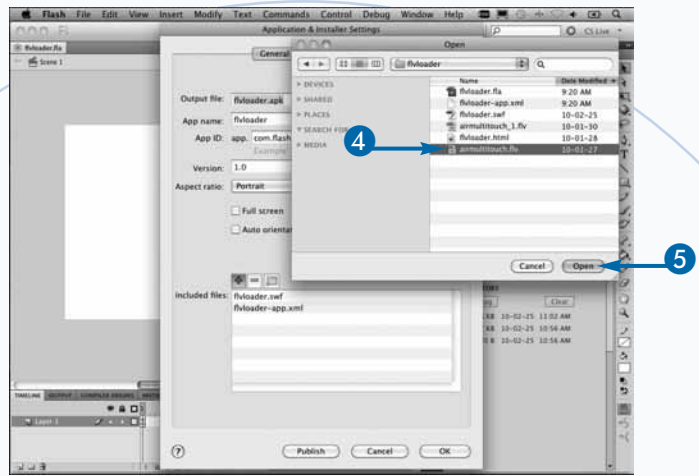 Flash File Edit View Insert Modify Text Commands Control Debug Window Help
Application & Installer Settings
CS Live
flvloader.fla
Scene 1
General
Output file: flvloader.apk
App name: flvloader
App ID: app. com.flash
Example
Version: 1.0
Aspect ratio: Portrait
Full screen
Auto orientat
Included files: flvloader.swf
flvloader-app.xml
Publish Cancel OK
Open
flvloader
DEVICES
SHARED
PLACES
SEARCH FOR
MEDIA
Name Date Modified
flvloader.fla 9:20 AM
flvloader-app.xml 9:20 AM
flvloader.swf 10-02-25
airmultitouch_1.flv 10-01-30
flvloader.html 10-01-28
airmultitouch.flv 10-01-27
4
Cancel Open
5
Clear
KB 10-02-25 11:02 AM
KB 10-02-25 10:56 AM
KB 10-02-25 10:56 AM
TIMELINE OUTPUT COMPILER ERRORS
Layer 1